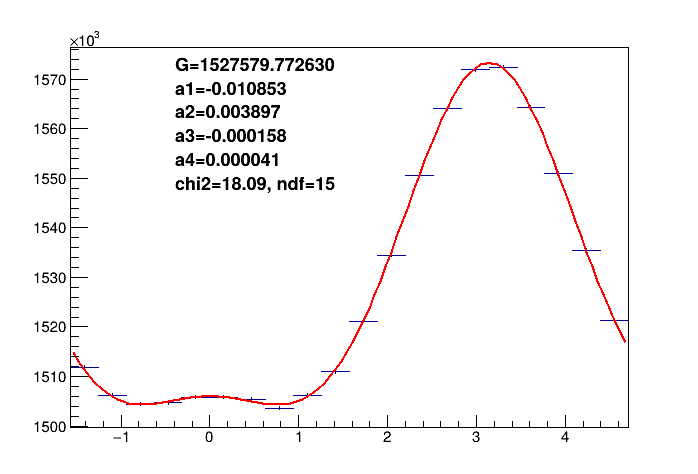 ×10³
G=1527579.772630
a1=-0.010853
a2=0.003897
a3=-0.000158
a4=0.000041
chi2=18.09, ndf=15
1570
1560
1550
1540
1530
1520
1510
1500
−1 0 1 2 3 4